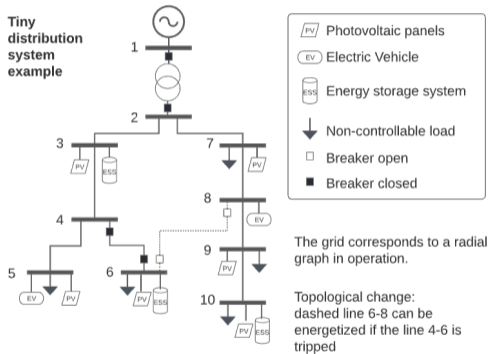 Tiny
distribution
system
example
1
2
3
PV
ESS
7
PV
4
8
EV
5
EV
PV
6
PV
ESS
9
PV
10
PV
ESS
PV Photovoltaic panels
EV Electric Vehicle
ESS Energy storage system
Non-controllable load
Breaker open
Breaker closed
The grid corresponds to a radial
graph in operation.
Topological change:
dashed line 6-8 can be
energetized if the line 4-6 is
tripped